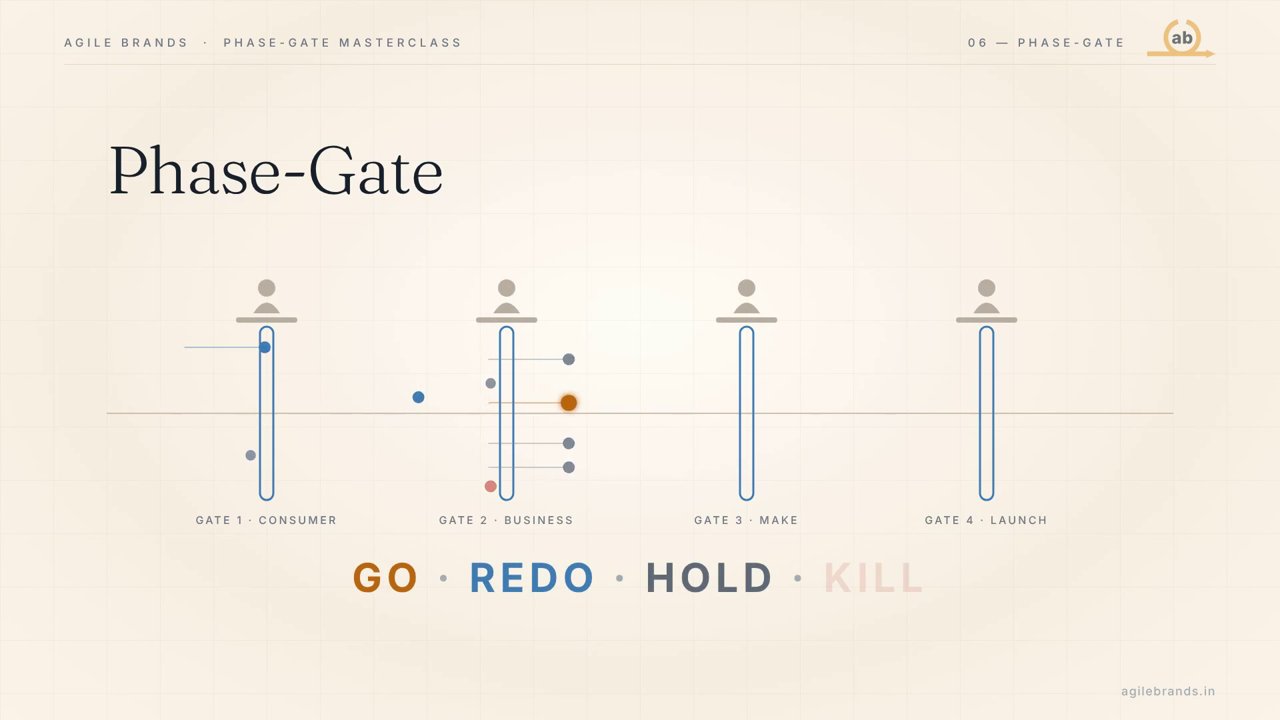 AGILE BRANDS · PHASE-GATE MASTERCLASS
06 — PHASE-GATE
ab
Phase-Gate
GATE 1 · CONSUMER
GATE 2 · BUSINESS
GATE 3 · MAKE
GATE 4 · LAUNCH
GO · REDO · HOLD · KILL
agilebrands.in